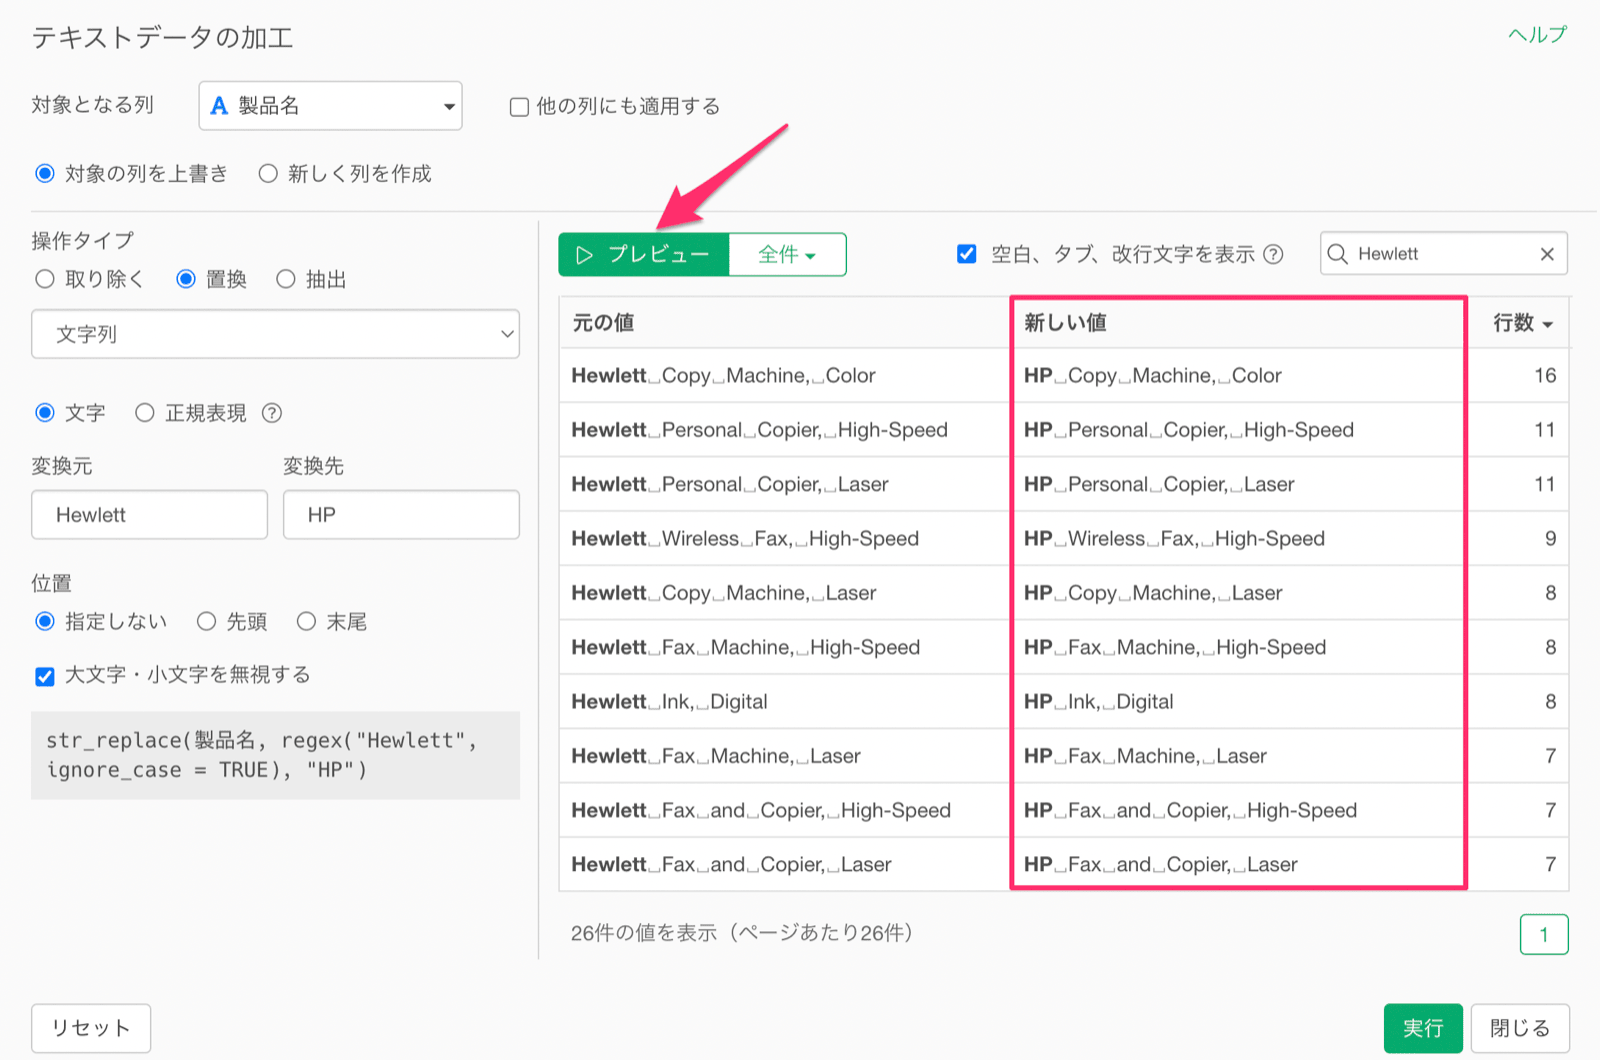 テキストデータの加工
ヘルプ
対象となる列
A 製品名
他の列にも適用する
対象の列を上書き 新しく列を作成
操作タイプ
取り除く 置換 抽出
文字列
文字 正規表現 ?
変換元 変換先
Hewlett HP
位置
指定しない 先頭 末尾
大文字・小文字を無視する
str_replace(製品名, regex("Hewlett",
ignore_case = TRUE), "HP")
プレビュー 全件
空白、タブ、改行文字を表示 ?
Hewlett
元の値 新しい値 行数
Hewlett␣Copy␣Machine,␣Color HP␣Copy␣Machine,␣Color 16
Hewlett␣Personal␣Copier,␣High-Speed HP␣Personal␣Copier,␣High-Speed 11
Hewlett␣Personal␣Copier,␣Laser HP␣Personal␣Copier,␣Laser 11
Hewlett␣Wireless␣Fax,␣High-Speed HP␣Wireless␣Fax,␣High-Speed 9
Hewlett␣Copy␣Machine,␣Laser HP␣Copy␣Machine,␣Laser 8
Hewlett␣Fax␣Machine,␣High-Speed HP␣Fax␣Machine,␣High-Speed 8
Hewlett␣Ink,␣Digital HP␣Ink,␣Digital 8
Hewlett␣Fax␣Machine,␣Laser HP␣Fax␣Machine,␣Laser 7
Hewlett␣Fax␣and␣Copier,␣High-Speed HP␣Fax␣and␣Copier,␣High-Speed 7
Hewlett␣Fax␣and␣Copier,␣Laser HP␣Fax␣and␣Copier,␣Laser 7
26件の値を表示（ページあたり26件）
1
リセット
実行
閉じる